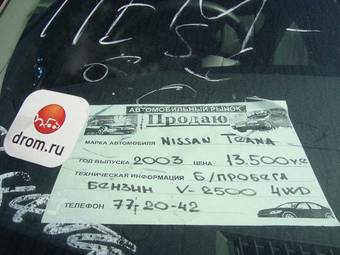 drom.ru
АВТОМОБИЛЬНЫЙ РЫНОК
Продаю
МАРКА АВТОМОБИЛЯ NISSAN TEANA
ГОД ВЫПУСКА 2003 ЦЕНА 13.500 у.е
ТЕХНИЧЕСКАЯ ИНФОРМАЦИЯ Б/ПРОБЕГА
БЕНЗИН V-2500 4WD
ТЕЛЕФОН 77-20-42